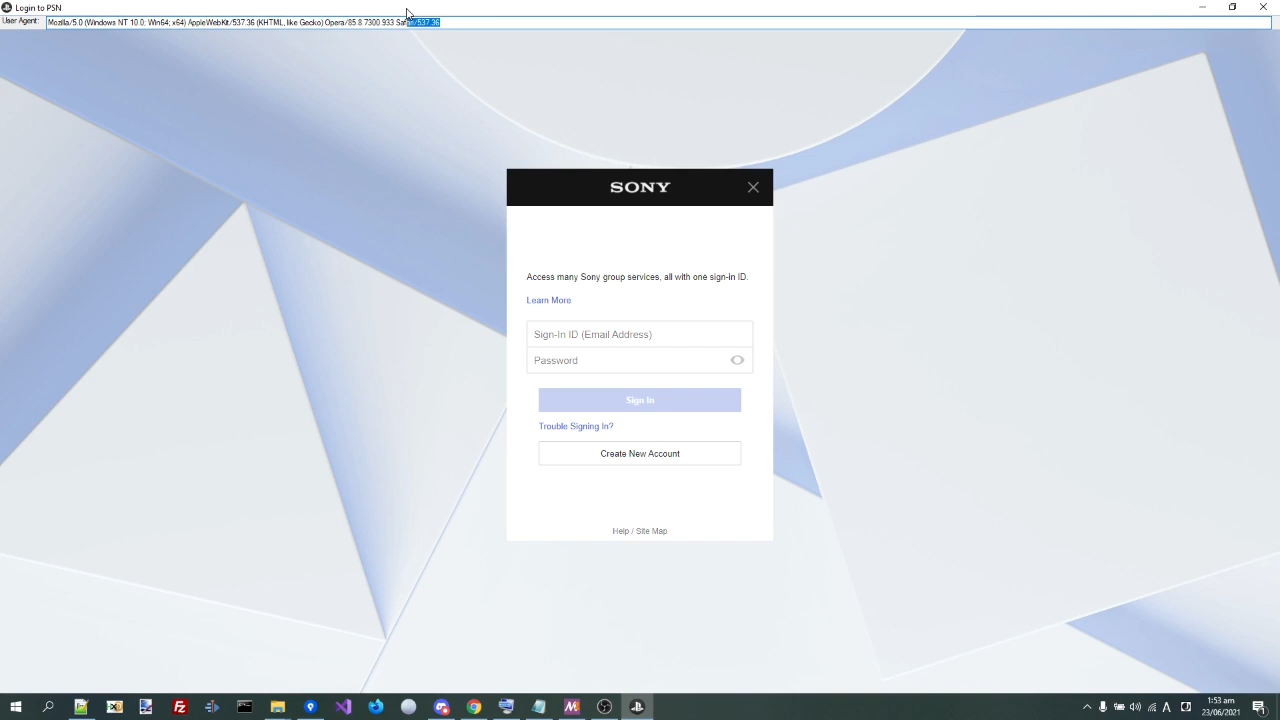 Login to PSN
User Agent: Mozilla/5.0 (Windows NT 10.0; Win64; x64) AppleWebKit/537.36 (KHTML, like Gecko) Opera/85.8.7300.933 Safari/537.36
SONY
Access many Sony group services, all with one sign-in ID.
Learn More
Sign-In ID (Email Address)
Password
Sign In
Trouble Signing In?
Create New Account
Help / Site Map
1:53 am
23/06/2021